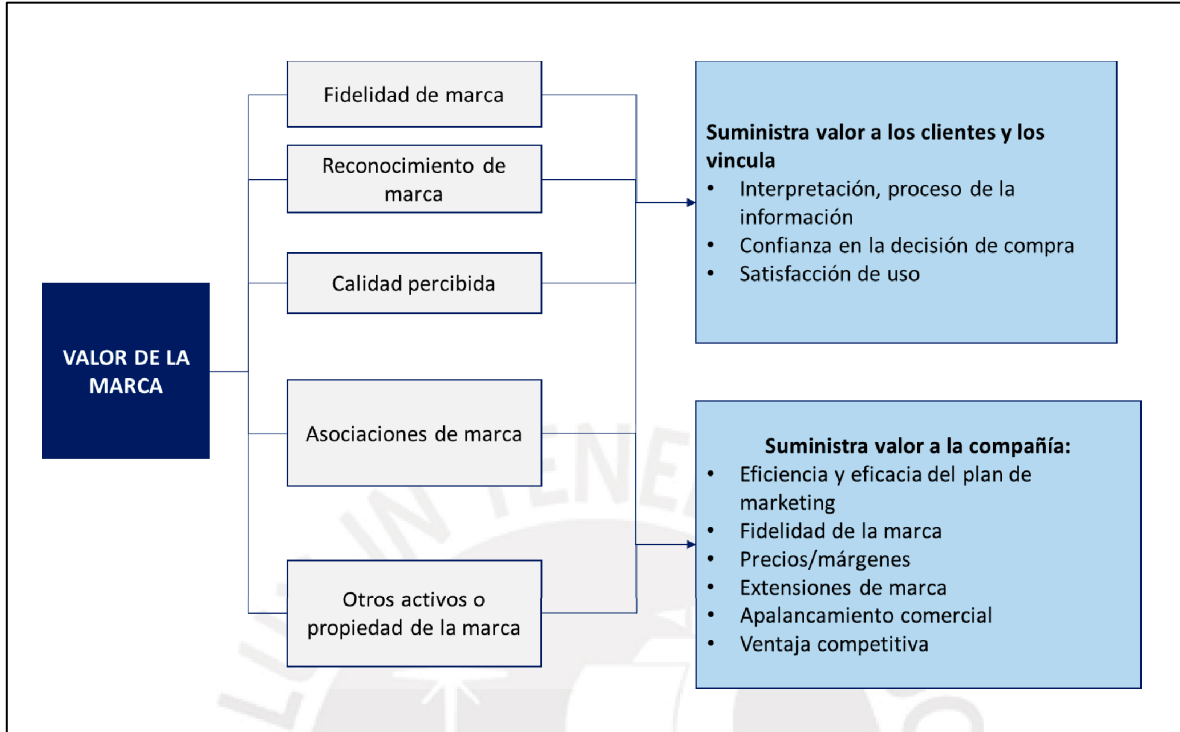 VALOR DE LA
MARCA
Fidelidad de marca
Reconocimiento de
marca
Calidad percibida
Asociaciones de marca
Otros activos o
propiedad de la marca
Suministra valor a los clientes y los
vincula
• Interpretación, proceso de la
información
• Confianza en la decisión de compra
• Satisfacción de uso
Suministra valor a la compañía:
• Eficiencia y eficacia del plan de
marketing
• Fidelidad de la marca
• Precios/márgenes
• Extensiones de marca
• Apalancamiento comercial
• Ventaja competitiva